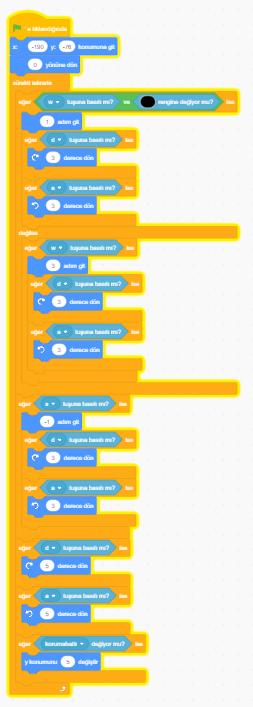 e tıklandığında
x: -190 y: -76 konumuna git
0 yönüne dön
sürekli tekrarla
eğer w tuşuna basılı mı? ve rengine değiyor mu? ise
1 adım git
eğer d tuşuna basılı mı? ise
3 derece dön
eğer a tuşuna basılı mı? ise
3 derece dön
değilse
eğer w tuşuna basılı mı? ise
3 adım git
eğer d tuşuna basılı mı? ise
3 derece dön
eğer a tuşuna basılı mı? ise
3 derece dön
eğer s tuşuna basılı mı? ise
-1 adım git
eğer d tuşuna basılı mı? ise
3 derece dön
eğer a tuşuna basılı mı? ise
3 derece dön
eğer d tuşuna basılı mı? ise
5 derece dön
eğer a tuşuna basılı mı? ise
5 derece dön
eğer değiyor mu? ise
y konumunu 5 değiştir